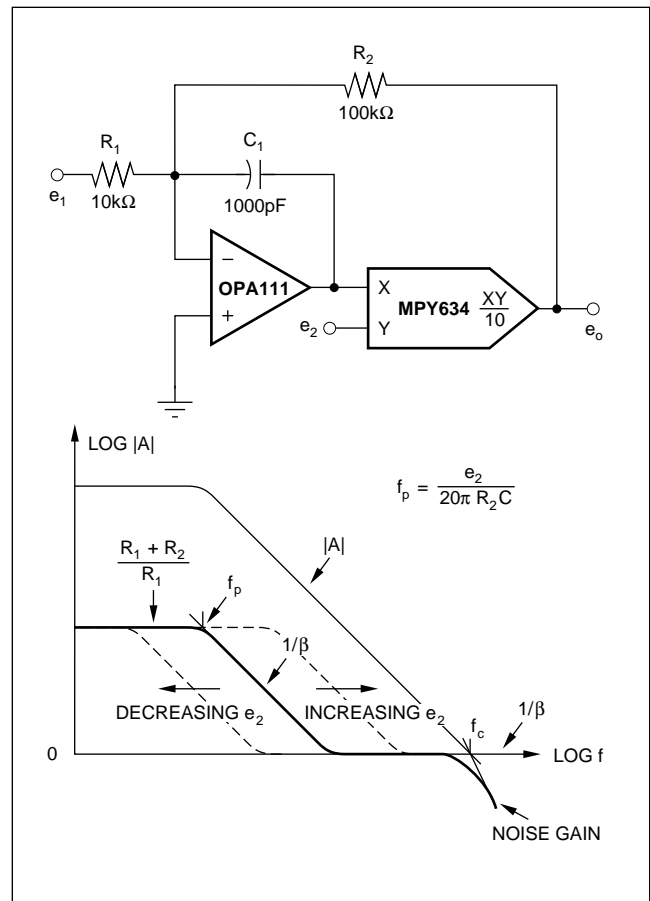 R2
100kΩ
R1
C1
e1
10kΩ
1000pF
−
OPA111
+
X
MPY634 XY/10
e2
Y
eo
LOG |A|
fp = e2 / 20π R2C
R1 + R2 / R1
fp
|A|
1/β
DECREASING e2
INCREASING e2
fc
1/β
0
LOG f
NOISE GAIN